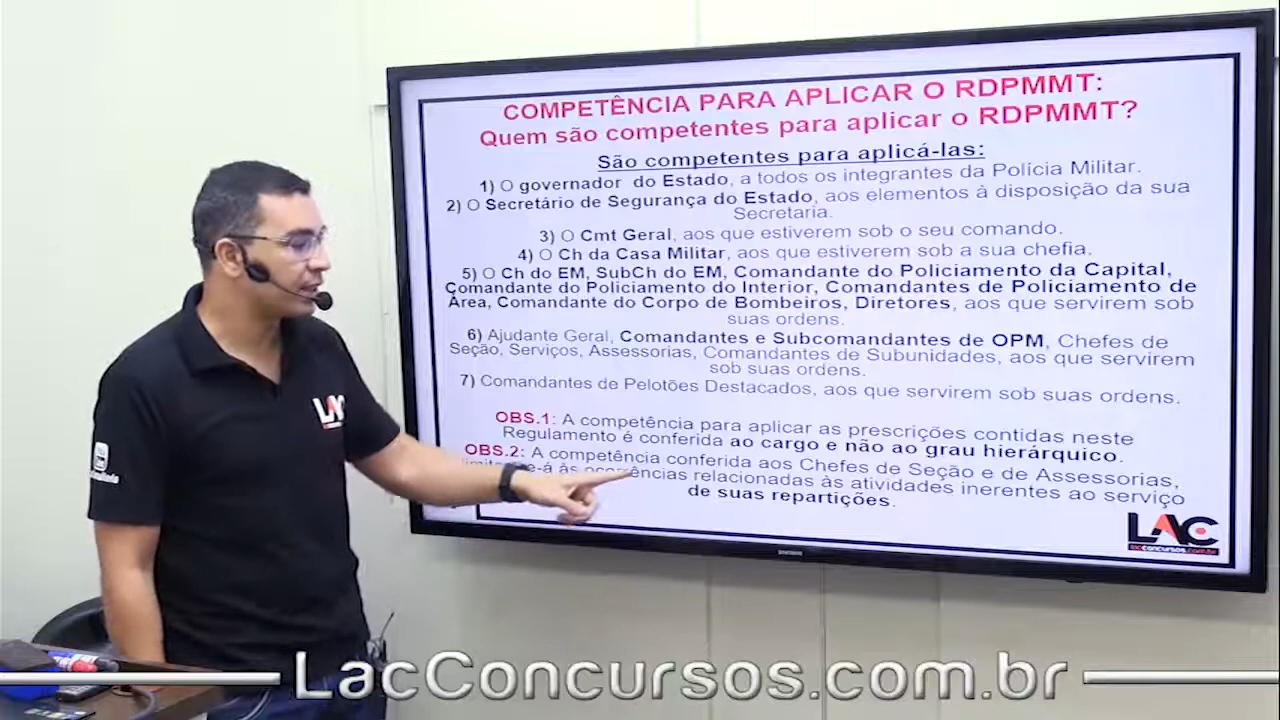 COMPETÊNCIA PARA APLICAR O RDPMMT:
Quem são competentes para aplicar o RDPMMT?
São competentes para aplicá-las:
1) O governador do Estado, a todos os integrantes da Polícia Militar.
2) O Secretário de Segurança do Estado, aos elementos à disposição da sua
Secretaria.
3) O Cmt Geral, aos que estiverem sob o seu comando.
4) O Ch da Casa Militar, aos que estiverem sob a sua chefia.
5) O Ch do EM, SubCh do EM, Comandante do Policiamento da Capital,
Comandante do Policiamento do Interior, Comandantes de Policiamento de
Área, Comandante do Corpo de Bombeiros, Diretores, aos que servirem sob
suas ordens.
6) Ajudante Geral, Comandantes e Subcomandantes de OPM, Chefes de
Seção, Serviços, Assessorias, Comandantes de Subunidades, aos que servirem
sob suas ordens.
7) Comandantes de Pelotões Destacados, aos que servirem sob suas ordens.
OBS.1: A competência para aplicar as prescrições contidas neste
Regulamento é conferida ao cargo e não ao grau hierárquico.
OBS.2: A competência conferida aos Chefes de Seção e de Assessorias,
às ocorrências relacionadas às atividades inerentes ao serviço
de suas repartições.
LAC
lacconcursos.com.br
LAC
LacConcursos.com.br